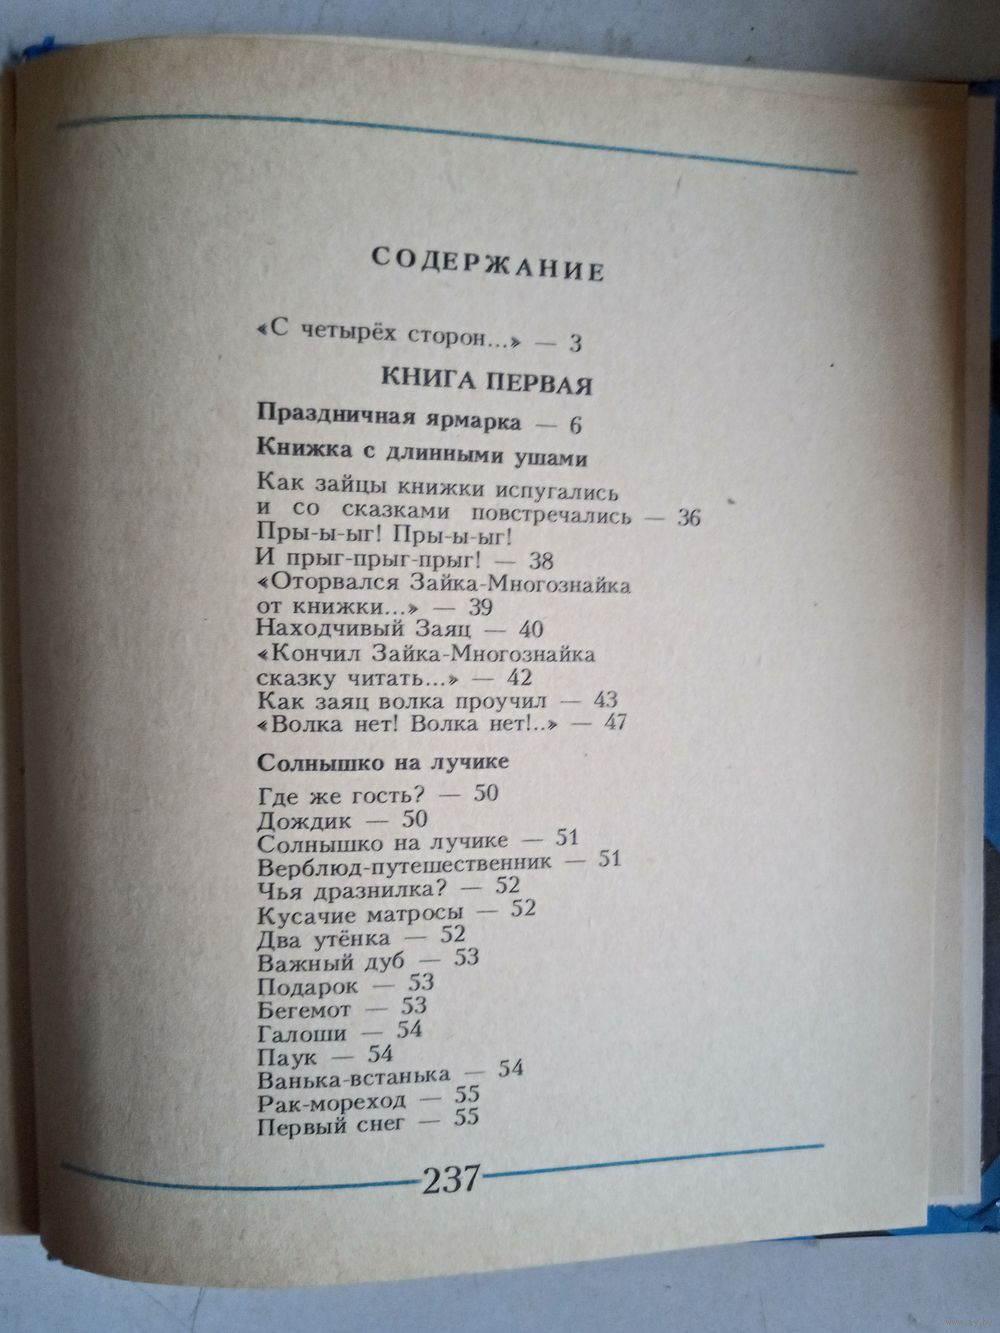 СОДЕРЖАНИЕ
«С четырёх сторон...» — 3
КНИГА ПЕРВАЯ
Праздничная ярмарка — 6
Книжка с длинными ушами
Как зайцы книжки испугались
и со сказками повстречались — 36
Пры-ы-ыг! Пры-ы-ыг!
И прыг-прыг-прыг! — 38
«Оторвался Зайка-Многознайка
от книжки...» — 39
Находчивый Заяц — 40
«Кончил Зайка-Многознайка
сказку читать...» — 42
Как заяц волка проучил — 43
«Волка нет! Волка нет!..» — 47
Солнышко на лучике
Где же гость? — 50
Дождик — 50
Солнышко на лучике — 51
Верблюд-путешественник — 51
Чья дразнилка? — 52
Кусачие матросы — 52
Два утёнка — 52
Важный дуб — 53
Подарок — 53
Бегемот — 53
Галоши — 54
Паук — 54
Ванька-встанька — 54
Рак-мореход — 55
Первый снег — 55
237